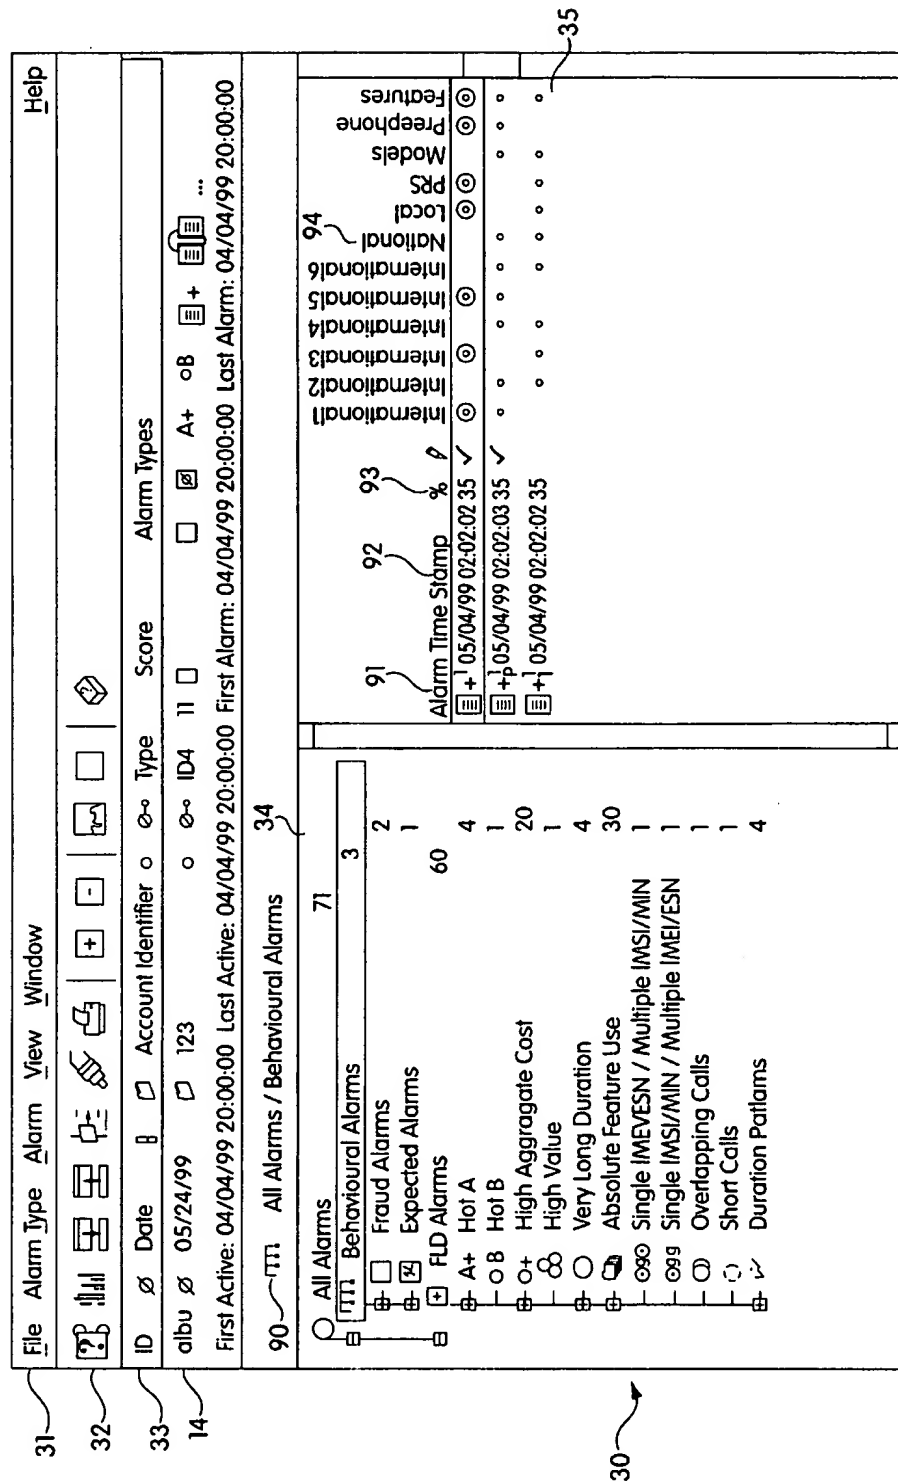 File Alarm Type Alarm View Window Help
ID Date Account Identifier Type Score Alarm Types
albu 05/24/99 123 ID4 11 A+ B + ...
First Active: 04/04/99 20:00:00 Last Active: 04/04/99 20:00:00 First Alarm: 04/04/99 20:00:00 Last Alarm: 04/04/99 20:00:00
90 All Alarms / Behavioural Alarms
All Alarms 71
Behavioural Alarms 3
Fraud Alarms 2
Expected Alarms 1
FLD Alarms 60
A+ Hot A 4
B Hot B 1
High Aggragate Cost 20
High Value 1
Very Long Duration 4
Absolute Feature Use 30
Single IMEVESN / Multiple IMSI/MIN 1
Single IMSI/MIN / Multiple IMEI/ESN 1
Overlapping Calls 1
Short Calls 1
Duration Patlams 4
Alarm Time Stamp %
International1
International2
International3
International4
International5
International6
National
Local
PRS
Models
Preephone
Features
05/04/99 02:02:02 35
05/04/99 02:02:03 35
05/04/99 02:02:02 35
31
32
33
14
34
91
92
93
94
35
30